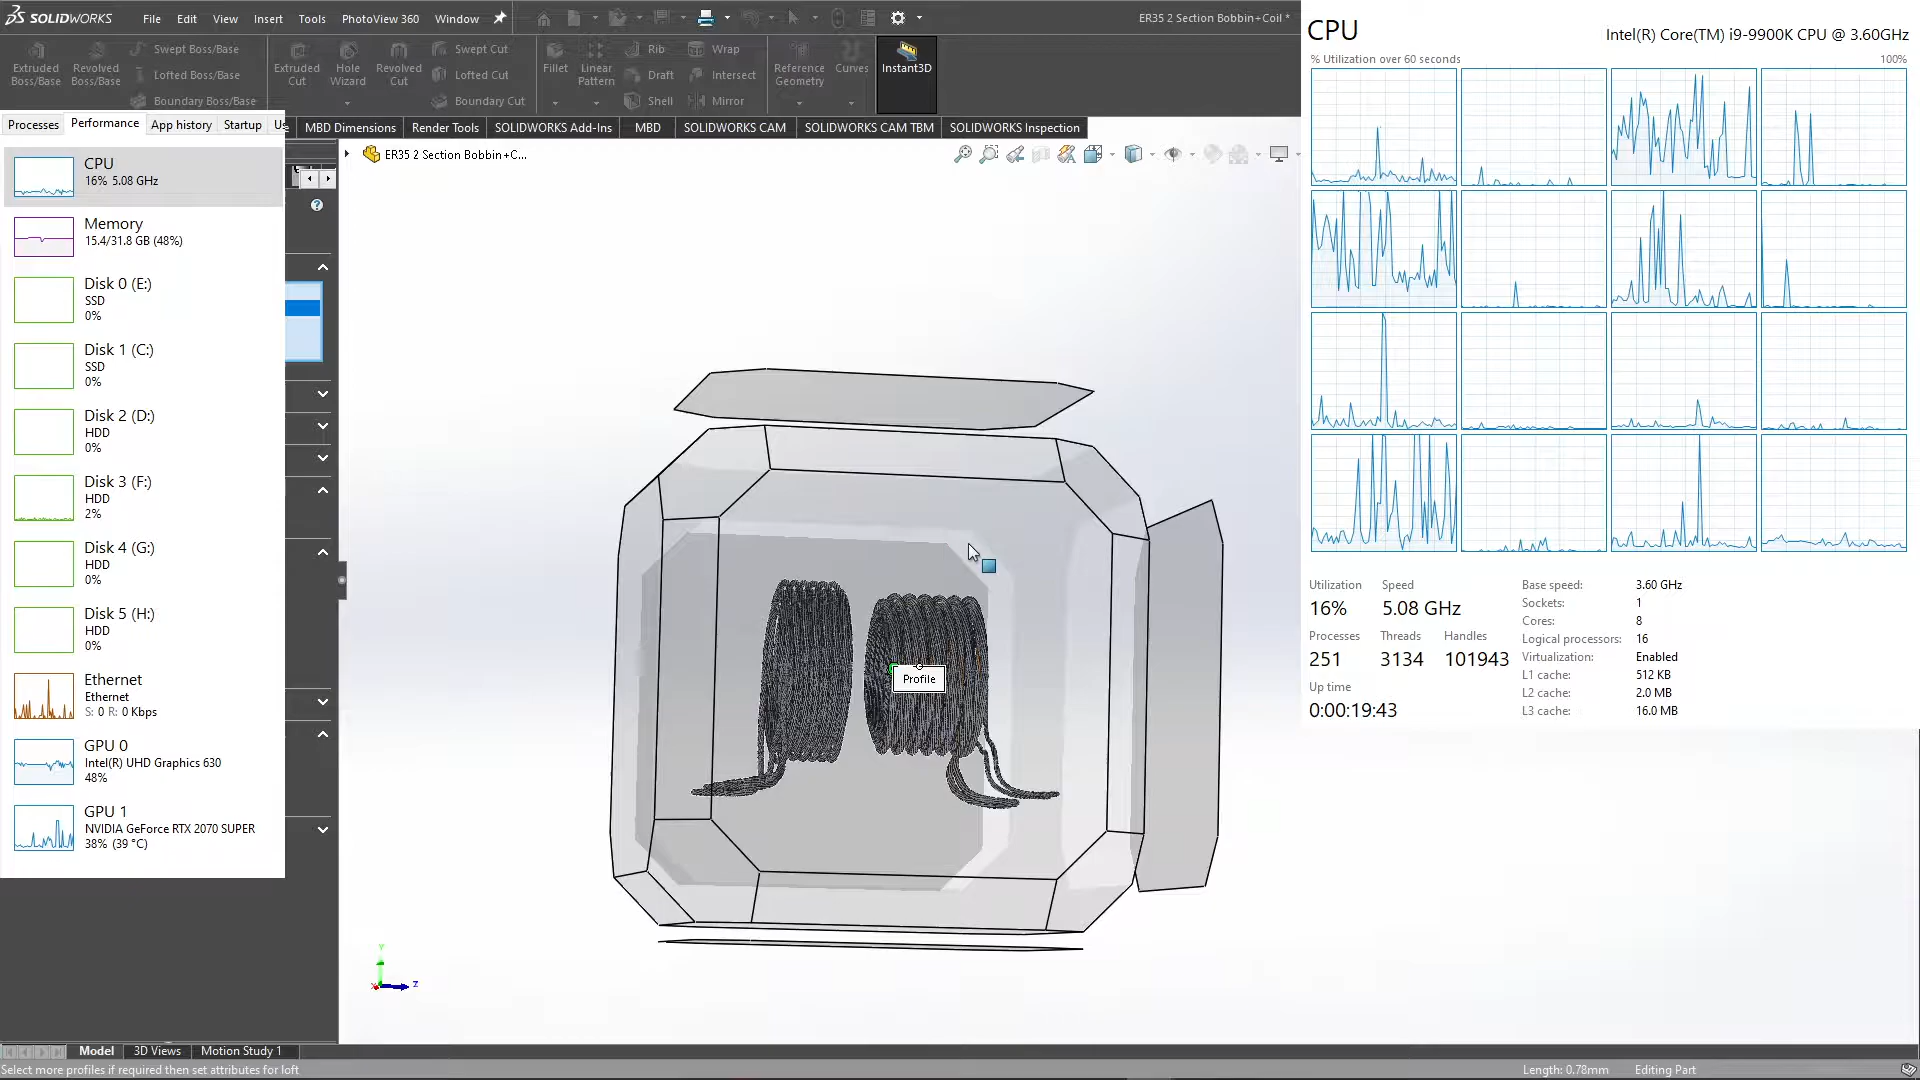 SOLIDWORKS File Edit View Insert Tools PhotoView 360 Window ER35 2 Section Bobbin+Coil *
Extruded Boss/Base
Revolved Boss/Base
Swept Boss/Base
Lofted Boss/Base
Boundary Boss/Base
Extruded Cut
Hole Wizard
Revolved Cut
Swept Cut
Lofted Cut
Boundary Cut
Fillet
Linear Pattern
Rib
Draft
Shell
Wrap
Intersect
Mirror
Reference Geometry
Curves
Instant3D
MBD Dimensions Render Tools SOLIDWORKS Add-Ins MBD SOLIDWORKS CAM SOLIDWORKS CAM TBM SOLIDWORKS Inspection
ER35 2 Section Bobbin+C...
Processes Performance App history Startup
CPU
16% 5.08 GHz
Memory
15.4/31.8 GB (48%)
Disk 0 (E:)
SSD
0%
Disk 1 (C:)
SSD
0%
Disk 2 (D:)
HDD
0%
Disk 3 (F:)
HDD
2%
Disk 4 (G:)
HDD
0%
Disk 5 (H:)
HDD
0%
Ethernet
Ethernet
S: 0 R: 0 Kbps
GPU 0
Intel(R) UHD Graphics 630
48%
GPU 1
NVIDIA GeForce RTX 2070 SUPER
38% (39 °C)
Profile
Y
X
Z
CPU
Intel(R) Core(TM) i9-9900K CPU @ 3.60GHz
% Utilization over 60 seconds 100%
Utilization Speed
16% 5.08 GHz
Processes Threads Handles
251 3134 101943
Up time
0:00:19:43
Base speed: 3.60 GHz
Sockets: 1
Cores: 8
Logical processors: 16
Virtualization: Enabled
L1 cache: 512 KB
L2 cache: 2.0 MB
L3 cache: 16.0 MB
Model 3D Views Motion Study 1
Select more profiles if required then set attributes for loft Length: 0.78mm Editing Part